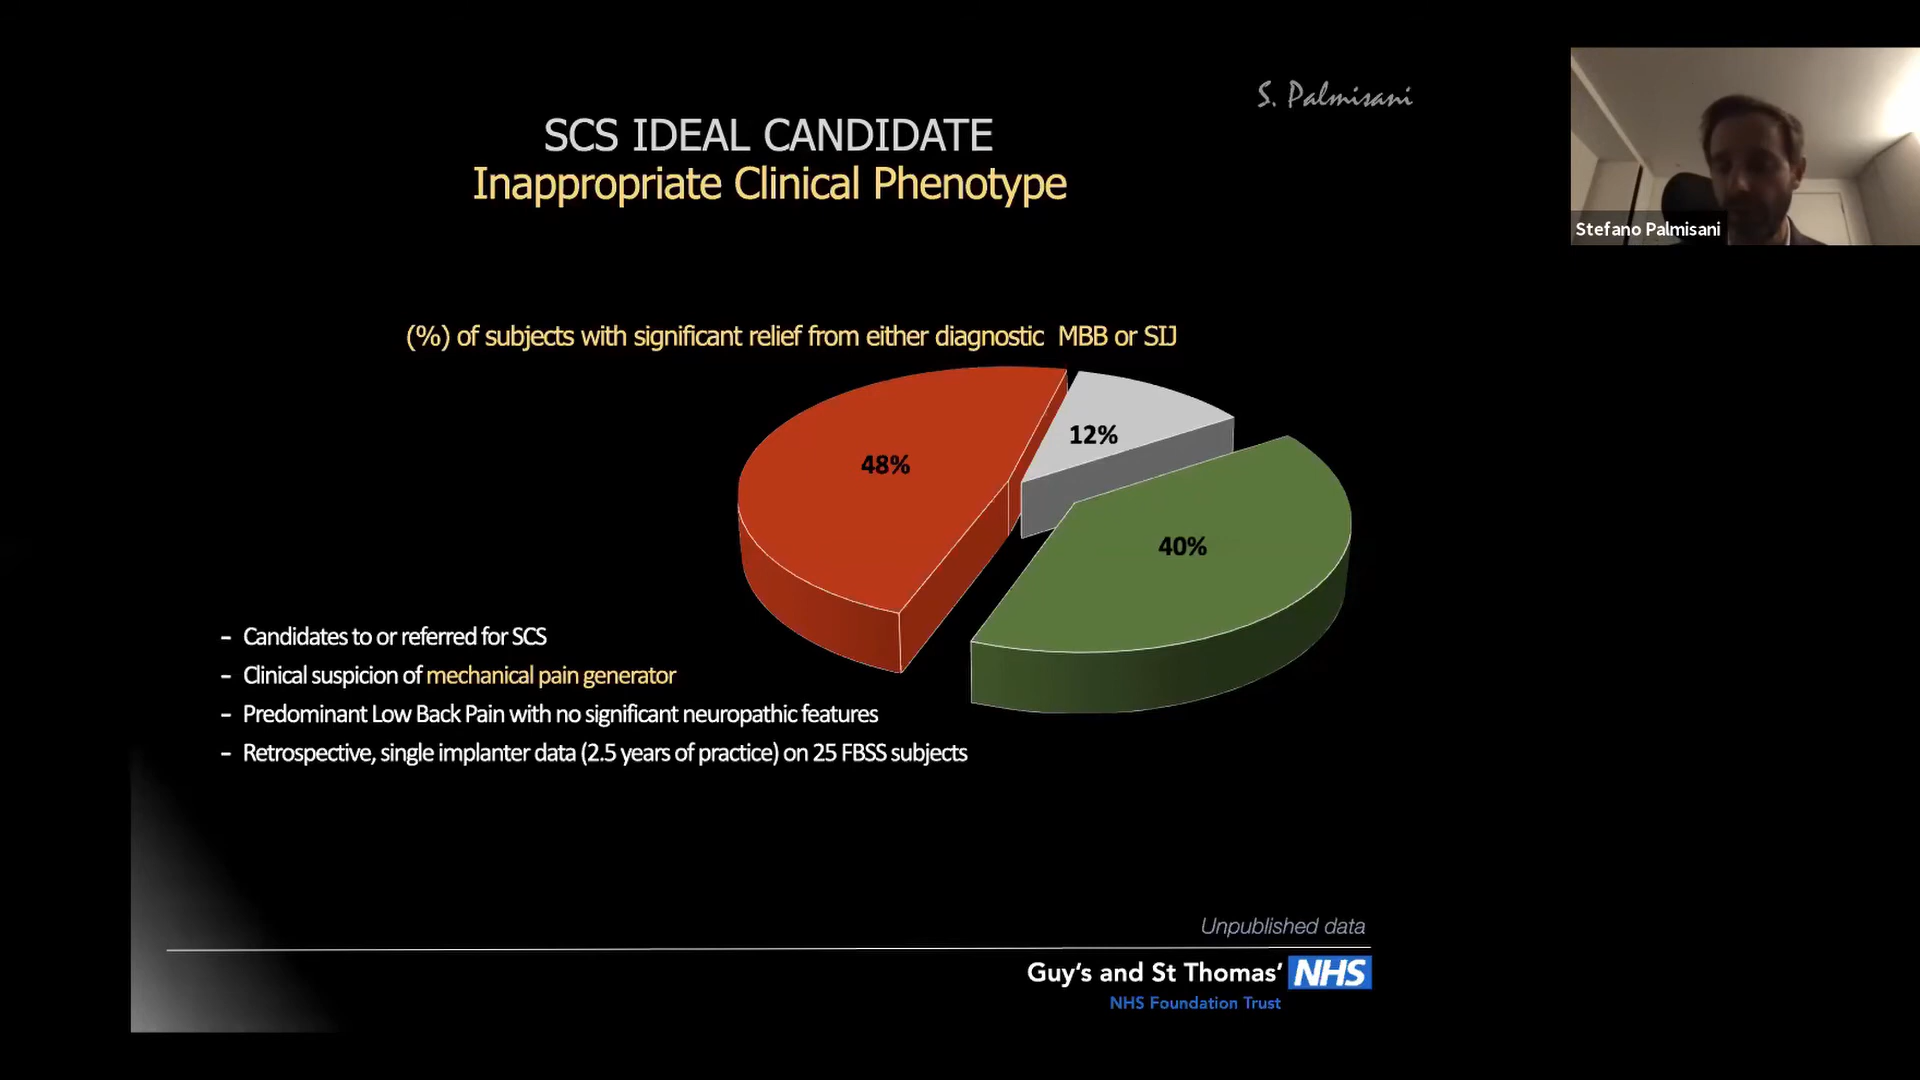 S. Palmisani
SCS IDEAL CANDIDATE
Inappropriate Clinical Phenotype
Stefano Palmisani
(%) of subjects with significant relief from either diagnostic MBB or SIJ
12%
48%
40%
– Candidates to or referred for SCS
– Clinical suspicion of mechanical pain generator
– Predominant Low Back Pain with no significant neuropathic features
– Retrospective, single implanter data (2.5 years of practice) on 25 FBSS subjects
Unpublished data
Guy's and St Thomas' NHS
NHS Foundation Trust